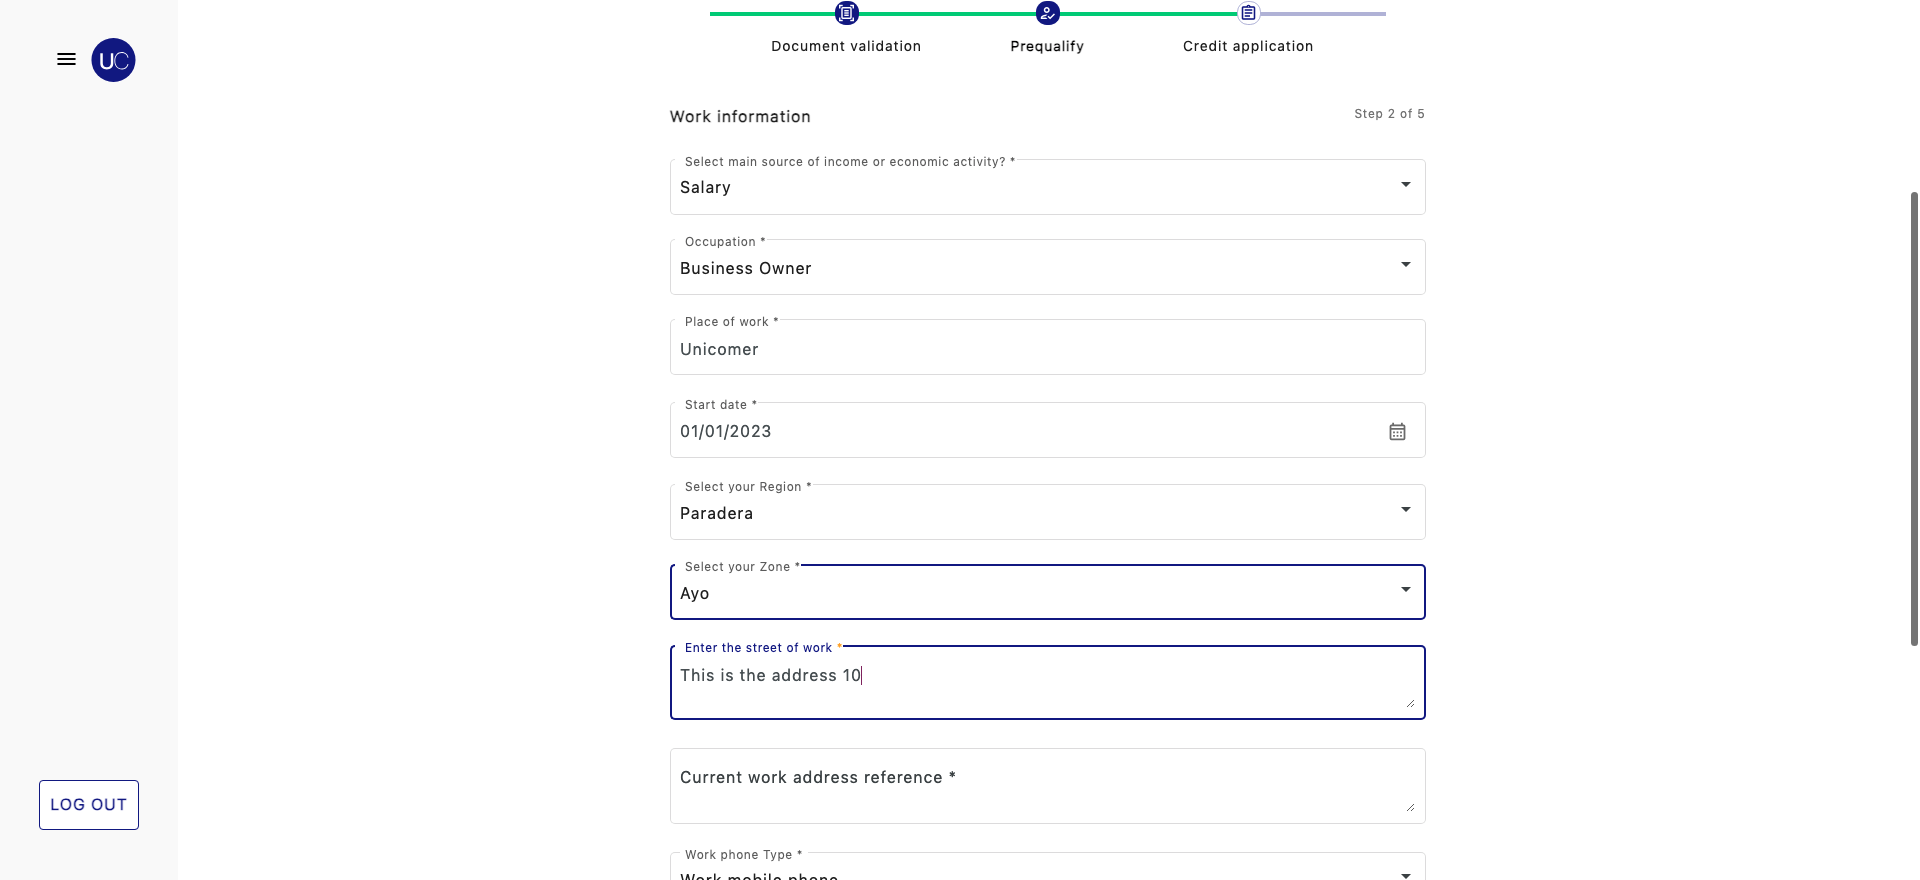 UC
Document validation
Prequalify
Credit application
Work information
Step 2 of 5
Select main source of income or economic activity? *
Salary
Occupation *
Business Owner
Place of work *
Unicomer
Start date *
01/01/2023
Select your Region *
Paradera
Select your Zone *
Ayo
Enter the street of work *
This is the address 10
Current work address reference *
LOG OUT
Work phone Type *
Work mobile phone